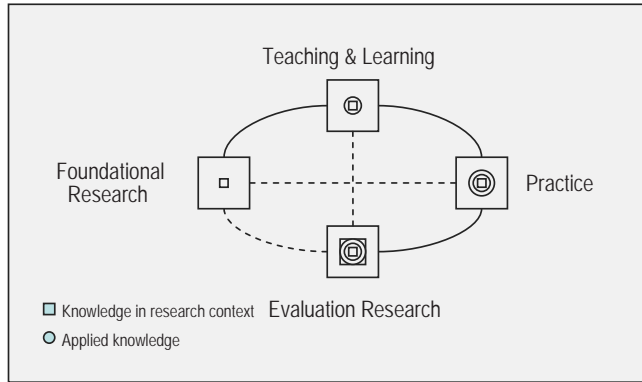 Teaching & Learning
Foundational
Research
Practice
Evaluation Research
Knowledge in research context
Applied knowledge